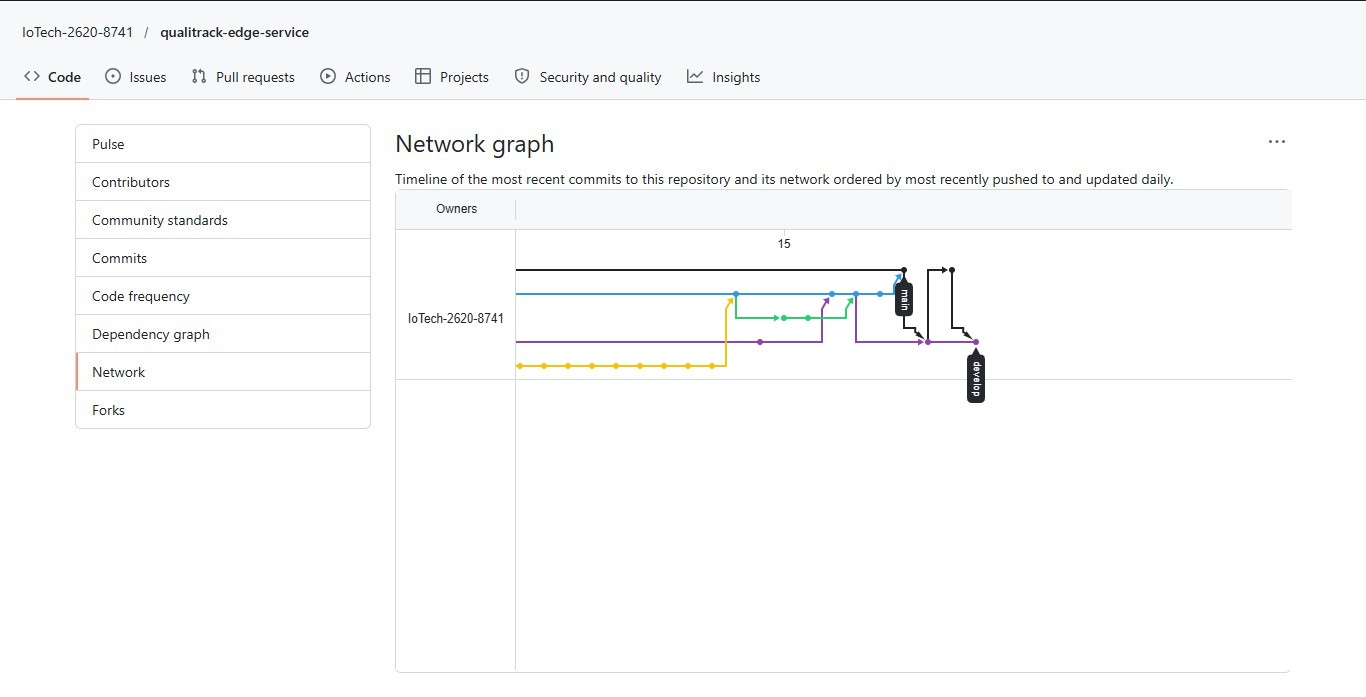 IoTech-2620-8741 / qualitrack-edge-service
Code Issues Pull requests Actions Projects Security and quality Insights
Pulse
Contributors
Community standards
Commits
Code frequency
Dependency graph
Network
Forks
Network graph
Timeline of the most recent commits to this repository and its network ordered by most recently pushed to and updated daily.
Owners
15
IoTech-2620-8741
main
develop